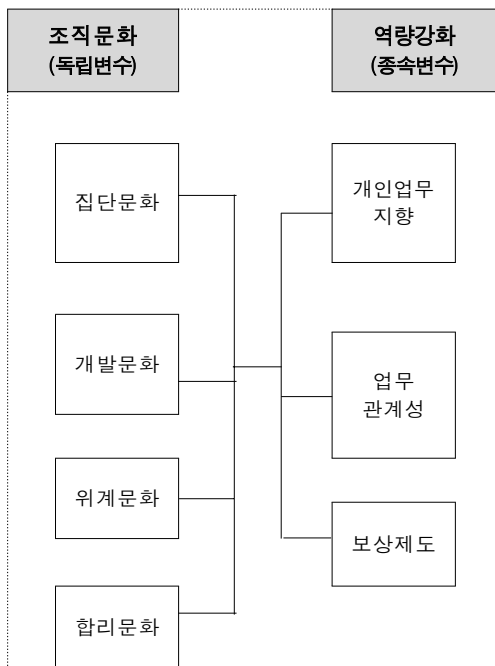 조직문화
(독립변수)
역량강화
(종속변수)
집단문화
개인업무
지향
개발문화
업무
관계성
위계문화
보상제도
합리문화